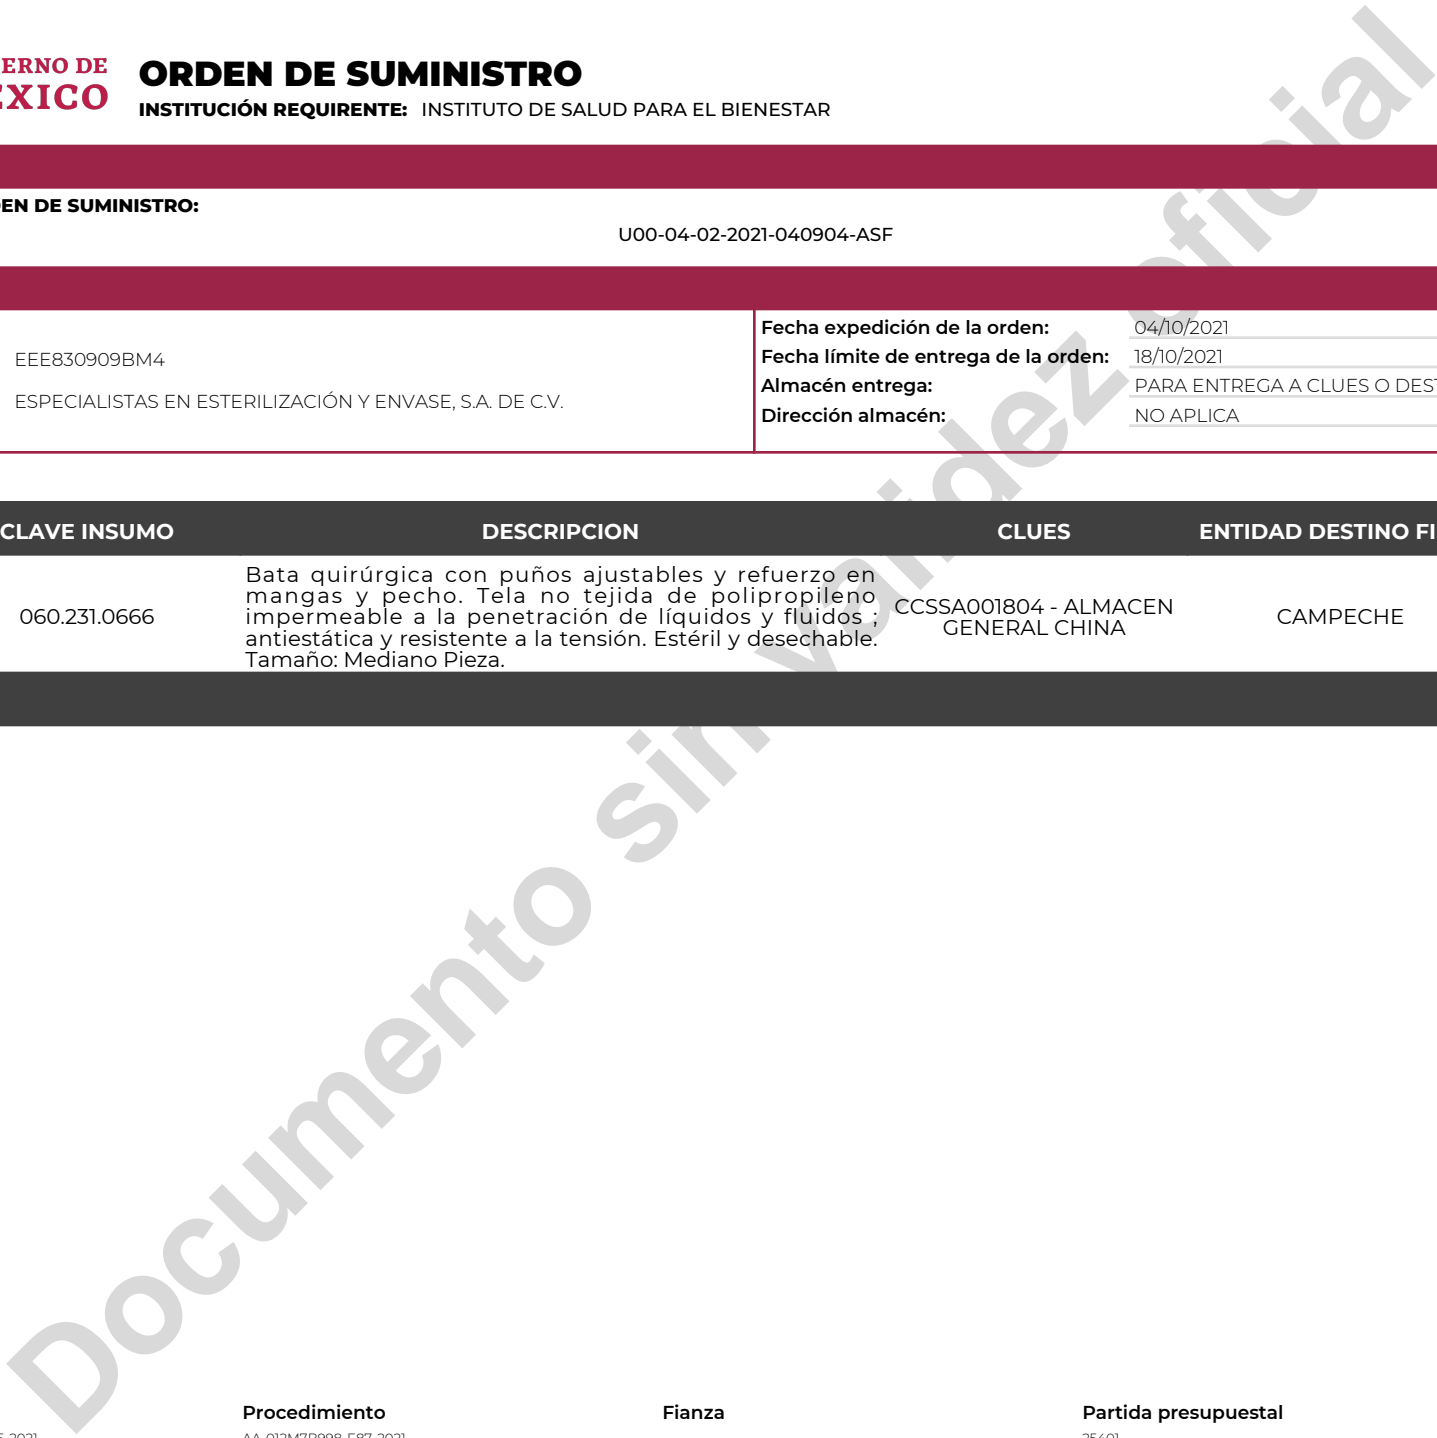 ERNO DE
EXICO
ORDEN DE SUMINISTRO
INSTITUCIÓN REQUIRENTE: INSTITUTO DE SALUD PARA EL BIENESTAR
EN DE SUMINISTRO:
U00-04-02-2021-040904-ASF
EEE830909BM4
ESPECIALISTAS EN ESTERILIZACIÓN Y ENVASE, S.A. DE C.V.
Fecha expedición de la orden: 04/10/2021
Fecha límite de entrega de la orden: 18/10/2021
Almacén entrega: PARA ENTREGA A CLUES O DEST
Dirección almacén: NO APLICA
CLAVE INSUMO DESCRIPCION CLUES ENTIDAD DESTINO FI
060.231.0666
Bata quirúrgica con puños ajustables y refuerzo en
mangas y pecho. Tela no tejida de polipropileno
impermeable a la penetración de líquidos y fluidos ;
antiestática y resistente a la tensión. Estéril y desechable.
Tamaño: Mediano Pieza.
CCSSA001804 - ALMACEN
GENERAL CHINA
CAMPECHE
Documento sin validez oficial
Procedimiento Fianza Partida presupuestal